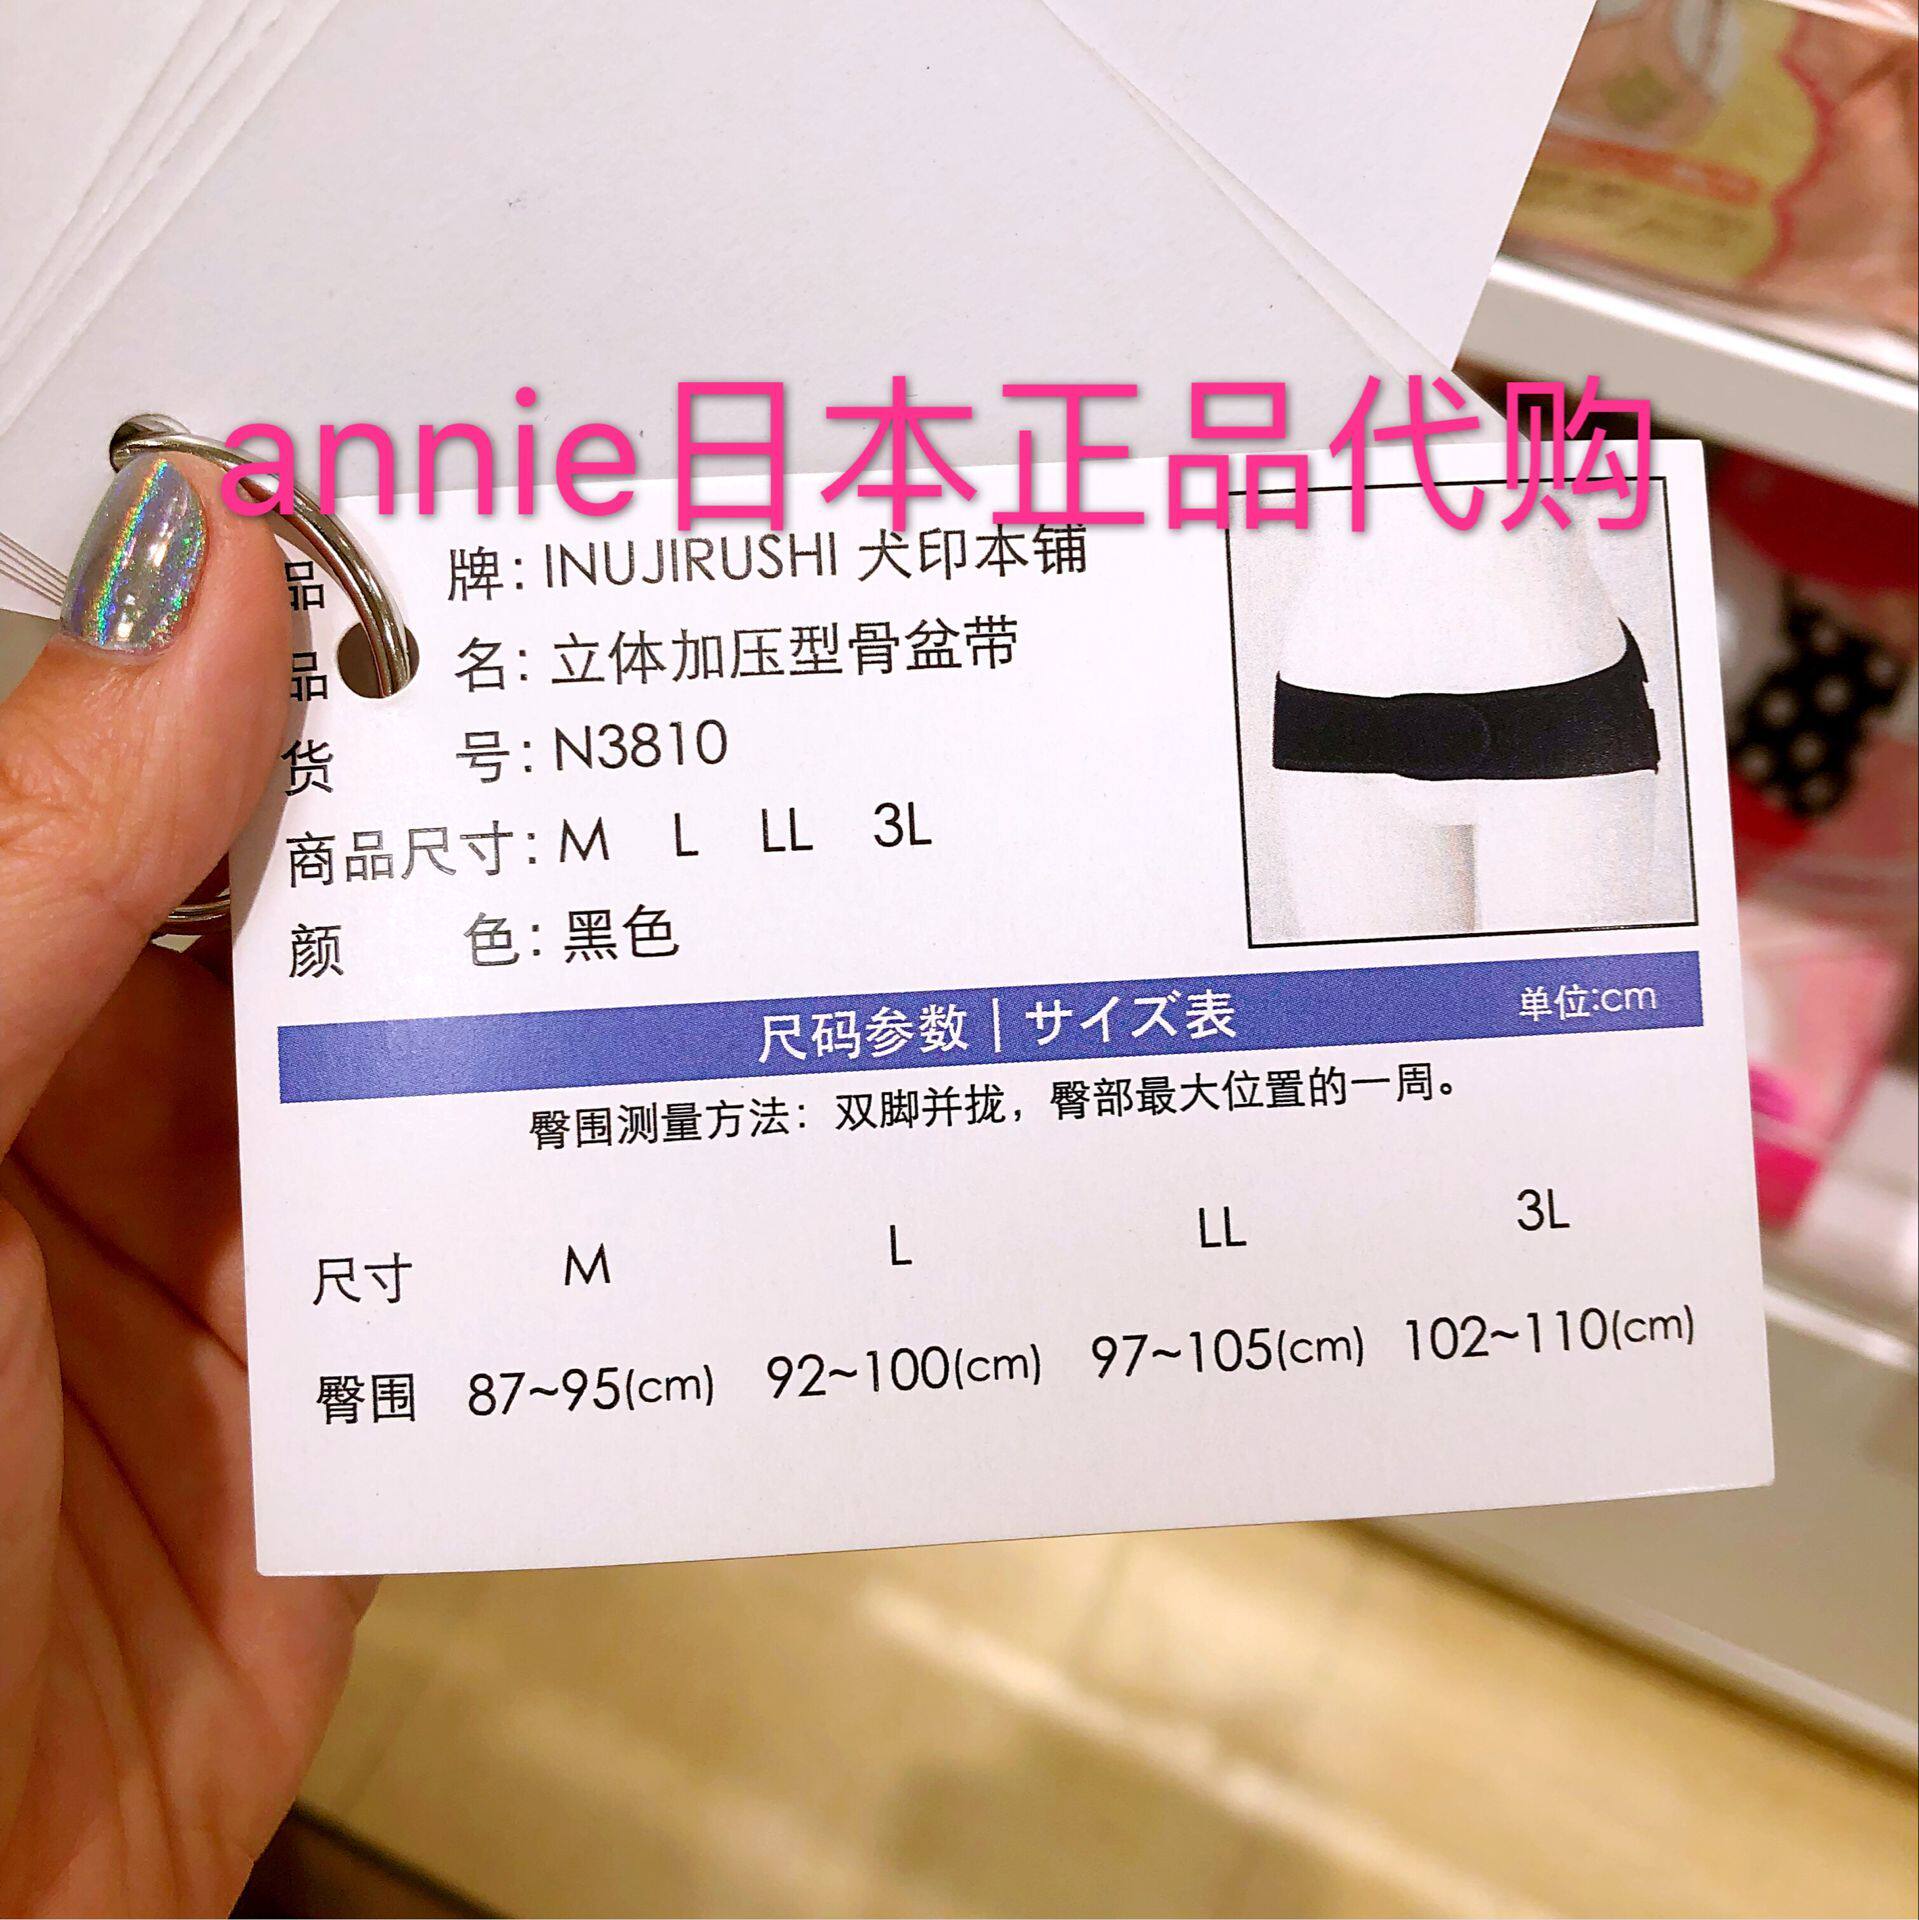 annie日本正品代购
品 牌: INUJIRUSHI 犬印本铺
品 名: 立体加压型骨盆带
货 号: N3810
商品尺寸: M L LL 3L
颜 色: 黑色
尺码参数 | サイズ表 单位:cm
臀围测量方法：双脚并拢，臀部最大位置的一周。
尺寸 M L LL 3L
臀围 87~95(cm) 92~100(cm) 97~105(cm) 102~110(cm)